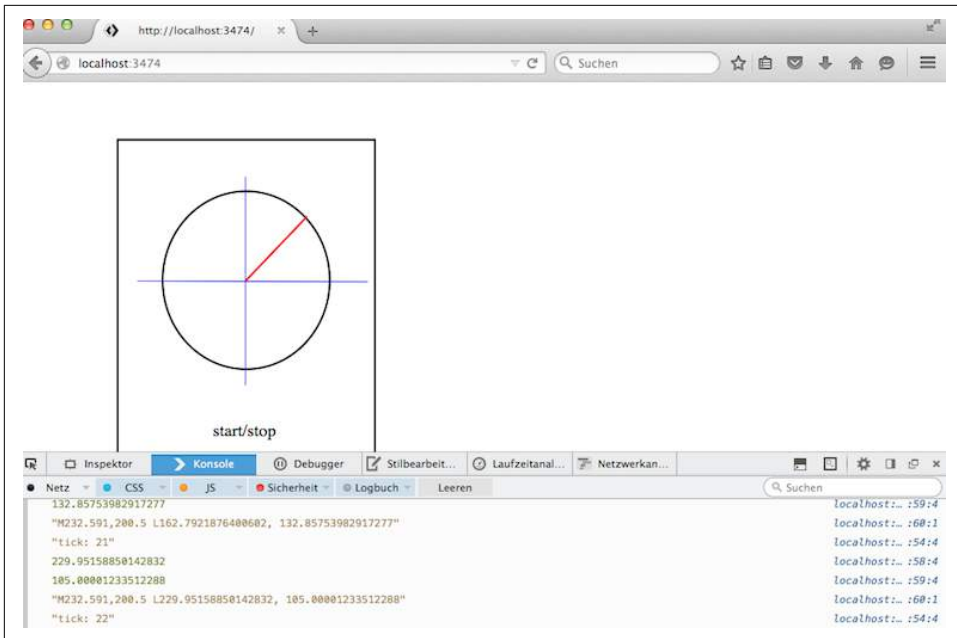 http://localhost:3474/
localhost:3474
Suchen
start/stop
Inspektor Konsole Debugger Stilbearbeit... Laufzeitanal... Netzwerkan...
Netz CSS JS Sicherheit Logbuch Leeren Suchen
132.85753982917277 localhost:… :59:4
"M232.591,200.5 L162.7921876400602, 132.85753982917277" localhost:… :60:1
"tick: 21" localhost:… :54:4
229.95158850142832 localhost:… :58:4
105.00001233512288 localhost:… :59:4
"M232.591,200.5 L229.95158850142832, 105.00001233512288" localhost:… :60:1
"tick: 22" localhost:… :54:4